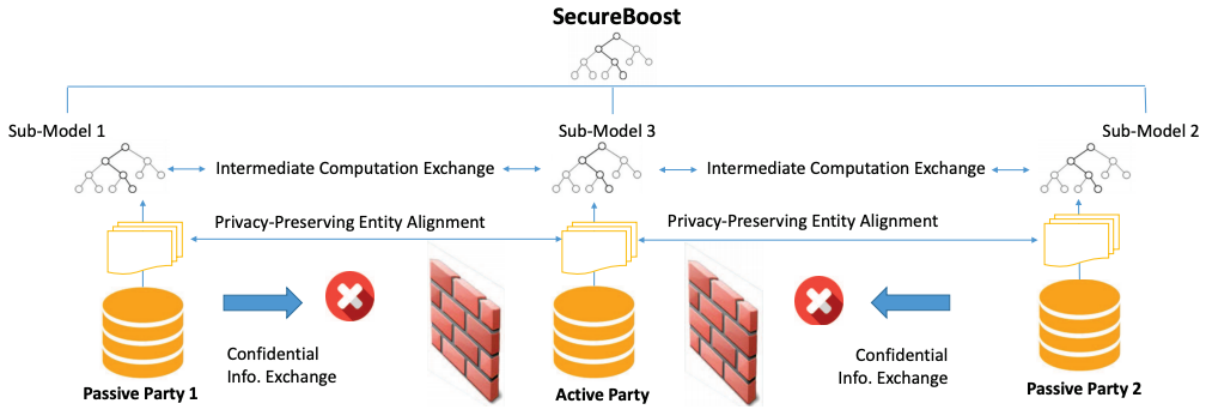 SecureBoost
Sub-Model 1
Sub-Model 3
Sub-Model 2
Intermediate Computation Exchange
Intermediate Computation Exchange
Privacy-Preserving Entity Alignment
Privacy-Preserving Entity Alignment
Confidential
Info. Exchange
Confidential
Info. Exchange
Passive Party 1
Active Party
Passive Party 2